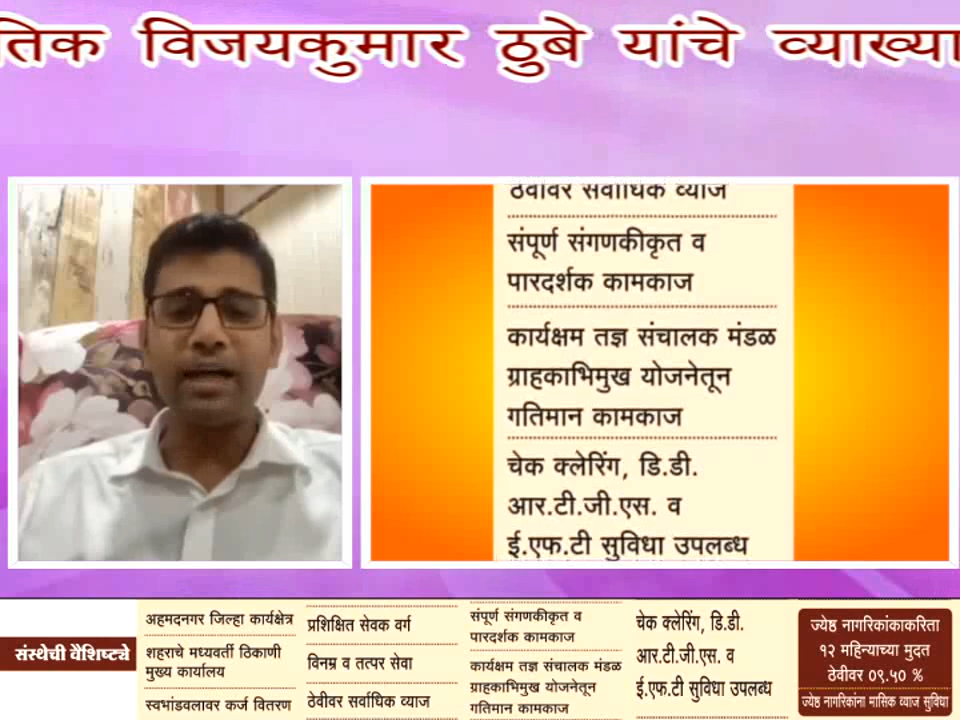 तिक विजयकुमार ठुबे यांचे व्याख्या
ठेवींवर सर्वाधिक व्याज
संपूर्ण संगणकीकृत व
पारदर्शक कामकाज
कार्यक्षम तज्ञ संचालक मंडळ
ग्राहकाभिमुख योजनेतून
गतिमान कामकाज
चेक क्लेरिंग, डि.डी.
आर.टी.जी.एस. व
ई.एफ.टी सुविधा उपलब्ध
संस्थेची वैशिष्ट्ये
अहमदनगर जिल्हा कार्यक्षेत्र
शहराचे मध्यवर्ती ठिकाणी
मुख्य कार्यालय
स्वभांडवलावर कर्ज वितरण
प्रशिक्षित सेवक वर्ग
विनम्र व तत्पर सेवा
ठेवीवर सर्वाधिक व्याज
संपूर्ण संगणकीकृत व
पारदर्शक कामकाज
कार्यक्षम तज्ञ संचालक मंडळ
ग्राहकाभिमुख योजनेतून
गतिमान कामकाज
चेक क्लेरिंग, डि.डी.
आर.टी.जी.एस. व
ई.एफ.टी सुविधा उपलब्ध
ज्येष्ठ नागरिकांकाकरिता
१२ महिन्याच्या मुदत
ठेवीवर ०९.५० %
ज्येष्ठ नागरिकांना मासिक व्याज सुविधा